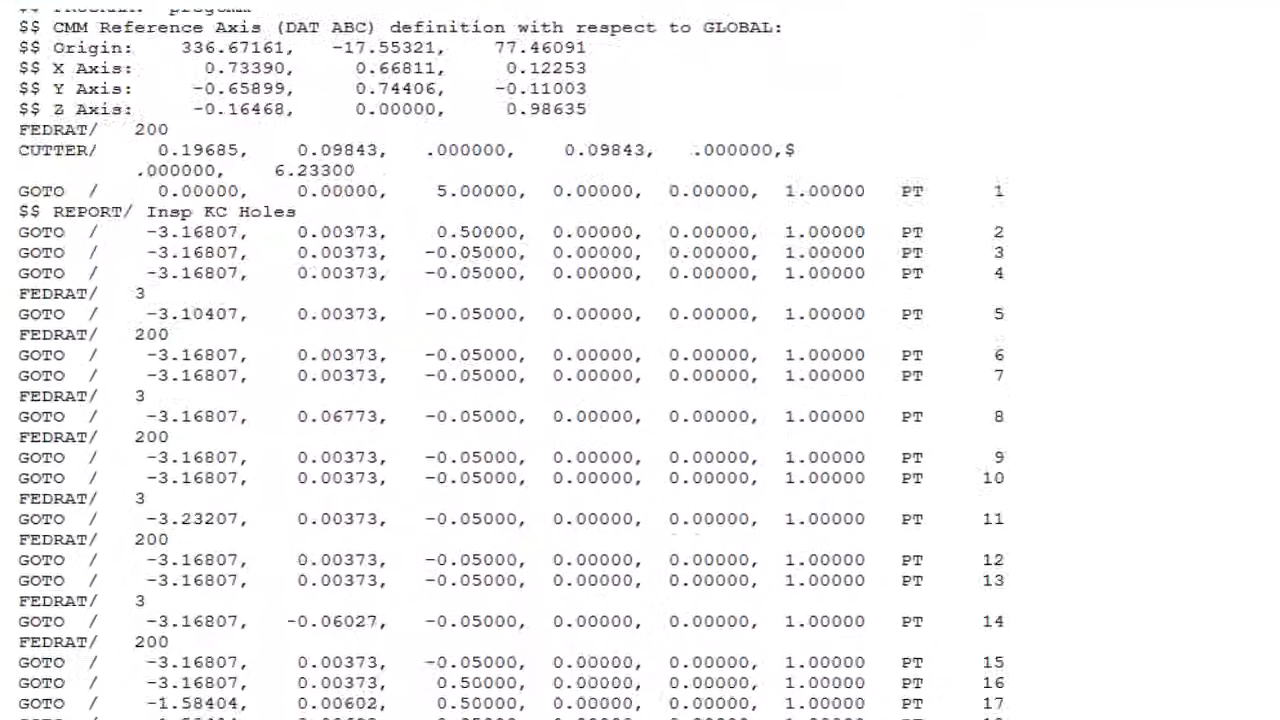 $$ CMM Reference Axis (DAT ABC) definition with respect to GLOBAL:
$$ Origin: 336.67161, -17.55321, 77.46091
$$ X Axis: 0.73390, 0.66811, 0.12253
$$ Y Axis: -0.65899, 0.74406, -0.11003
$$ Z Axis: -0.16468, 0.00000, 0.98635
FEDRAT/ 200
CUTTER/ 0.19685, 0.09843, .000000, 0.09843, .000000,$
.000000, 6.23300
GOTO / 0.00000, 0.00000, 5.00000, 0.00000, 0.00000, 1.00000 PT 1
$$ REPORT/ Insp KC Holes
GOTO / -3.16807, 0.00373, 0.50000, 0.00000, 0.00000, 1.00000 PT 2
GOTO / -3.16807, 0.00373, -0.05000, 0.00000, 0.00000, 1.00000 PT 3
GOTO / -3.16807, 0.00373, -0.05000, 0.00000, 0.00000, 1.00000 PT 4
FEDRAT/ 3
GOTO / -3.10407, 0.00373, -0.05000, 0.00000, 0.00000, 1.00000 PT 5
FEDRAT/ 200
GOTO / -3.16807, 0.00373, -0.05000, 0.00000, 0.00000, 1.00000 PT 6
GOTO / -3.16807, 0.00373, -0.05000, 0.00000, 0.00000, 1.00000 PT 7
FEDRAT/ 3
GOTO / -3.16807, 0.06773, -0.05000, 0.00000, 0.00000, 1.00000 PT 8
FEDRAT/ 200
GOTO / -3.16807, 0.00373, -0.05000, 0.00000, 0.00000, 1.00000 PT 9
GOTO / -3.16807, 0.00373, -0.05000, 0.00000, 0.00000, 1.00000 PT 10
FEDRAT/ 3
GOTO / -3.23207, 0.00373, -0.05000, 0.00000, 0.00000, 1.00000 PT 11
FEDRAT/ 200
GOTO / -3.16807, 0.00373, -0.05000, 0.00000, 0.00000, 1.00000 PT 12
GOTO / -3.16807, 0.00373, -0.05000, 0.00000, 0.00000, 1.00000 PT 13
FEDRAT/ 3
GOTO / -3.16807, -0.06027, -0.05000, 0.00000, 0.00000, 1.00000 PT 14
FEDRAT/ 200
GOTO / -3.16807, 0.00373, -0.05000, 0.00000, 0.00000, 1.00000 PT 15
GOTO / -3.16807, 0.00373, 0.50000, 0.00000, 0.00000, 1.00000 PT 16
GOTO / -1.58404, 0.00602, 0.50000, 0.00000, 0.00000, 1.00000 PT 17